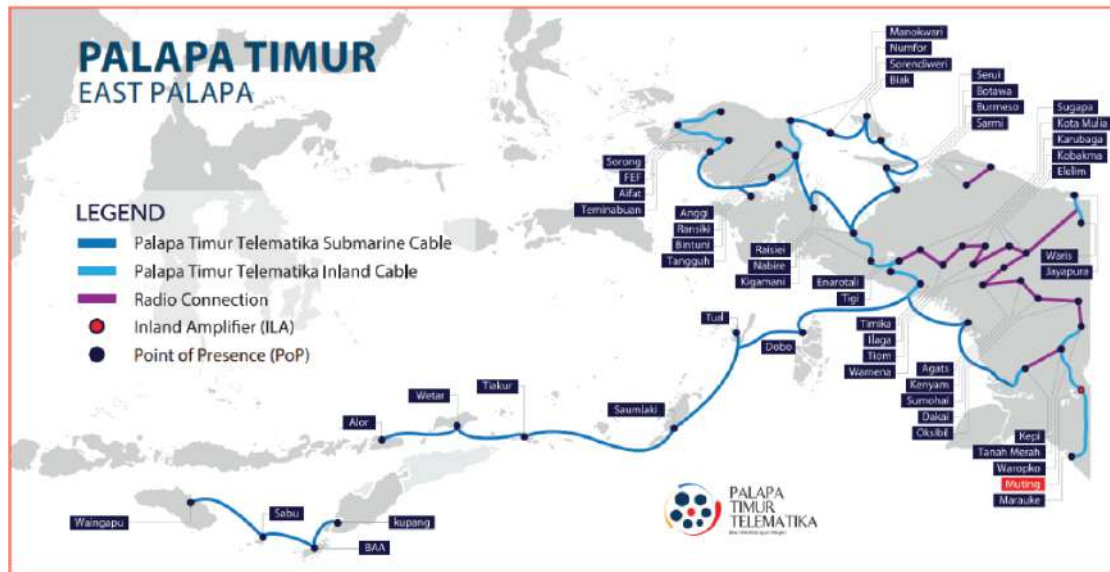 PALAPA TIMUR
EAST PALAPA
LEGEND
Palapa Timur Telematika Submarine Cable
Palapa Timur Telematika Inland Cable
Radio Connection
Inland Amplifier (ILA)
Point of Presence (PoP)
Manokwari
Numfor
Sorendiweri
Biak
Serui
Botawa
Burmeso
Sarmi
Sugapa
Kota Mulia
Karubaga
Kobakma
Elelim
Sorong
FEF
Aifat
Teminabuan
Anggi
Ransiki
Bintuni
Tangguh
Raisiei
Nabire
Kigamani
Enarotali
Tigi
Waris
Jayapura
Timika
Ilaga
Tiom
Wamena
Tual
Dobo
Agats
Kenyam
Sumohai
Dakai
Oksibil
Kepi
Tanah Merah
Waropko
Muting
Marauke
Saumlaki
Tiakur
Wetar
Alor
Waingapu
Sabu
BAA
kupang
PALAPA
TIMUR
TELEMATIKA